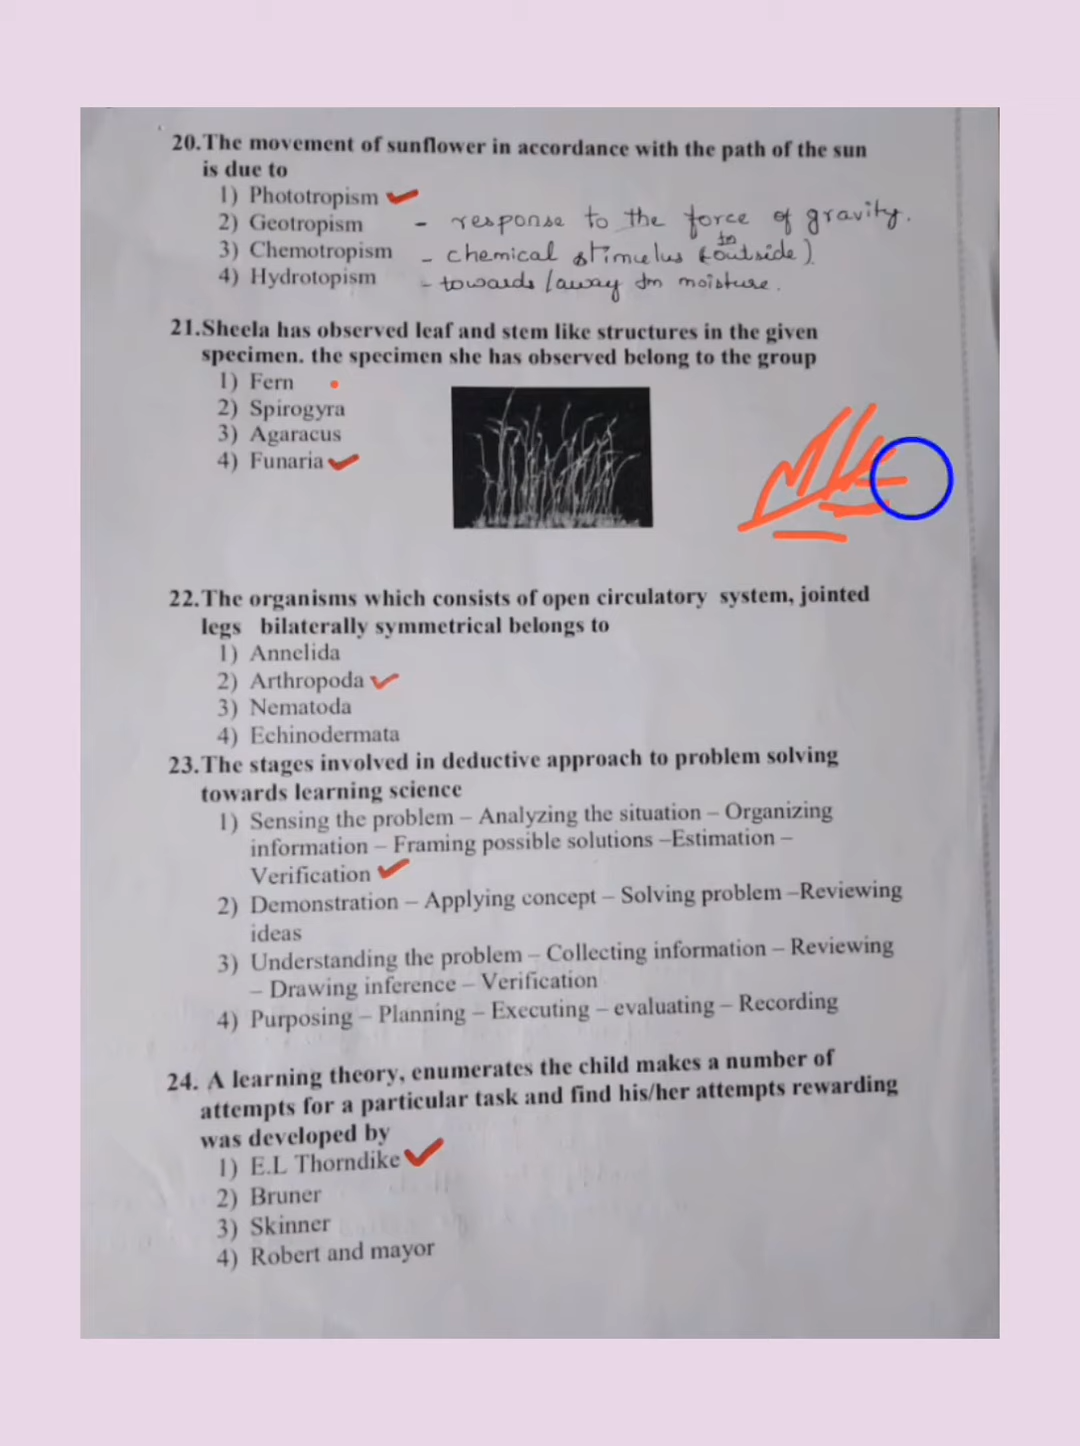 20.The movement of sunflower in accordance with the path of the sun
is due to
1) Phototropism
2) Geotropism - response to the force of gravity.
3) Chemotropism - chemical stimulus (to outside)
4) Hydrotopism - towards / away frm moisture.
21.Sheela has observed leaf and stem like structures in the given
specimen. the specimen she has observed belong to the group
1) Fern
2) Spirogyra
3) Agaracus
4) Funaria
22.The organisms which consists of open circulatory system, jointed
legs bilaterally symmetrical belongs to
1) Annelida
2) Arthropoda
3) Nematoda
4) Echinodermata
23.The stages involved in deductive approach to problem solving
towards learning science
1) Sensing the problem – Analyzing the situation – Organizing
information – Framing possible solutions –Estimation –
Verification
2) Demonstration – Applying concept – Solving problem –Reviewing
ideas
3) Understanding the problem – Collecting information – Reviewing
– Drawing inference – Verification
4) Purposing – Planning – Executing – evaluating – Recording
24. A learning theory, enumerates the child makes a number of
attempts for a particular task and find his/her attempts rewarding
was developed by
1) E.L Thorndike
2) Bruner
3) Skinner
4) Robert and mayor